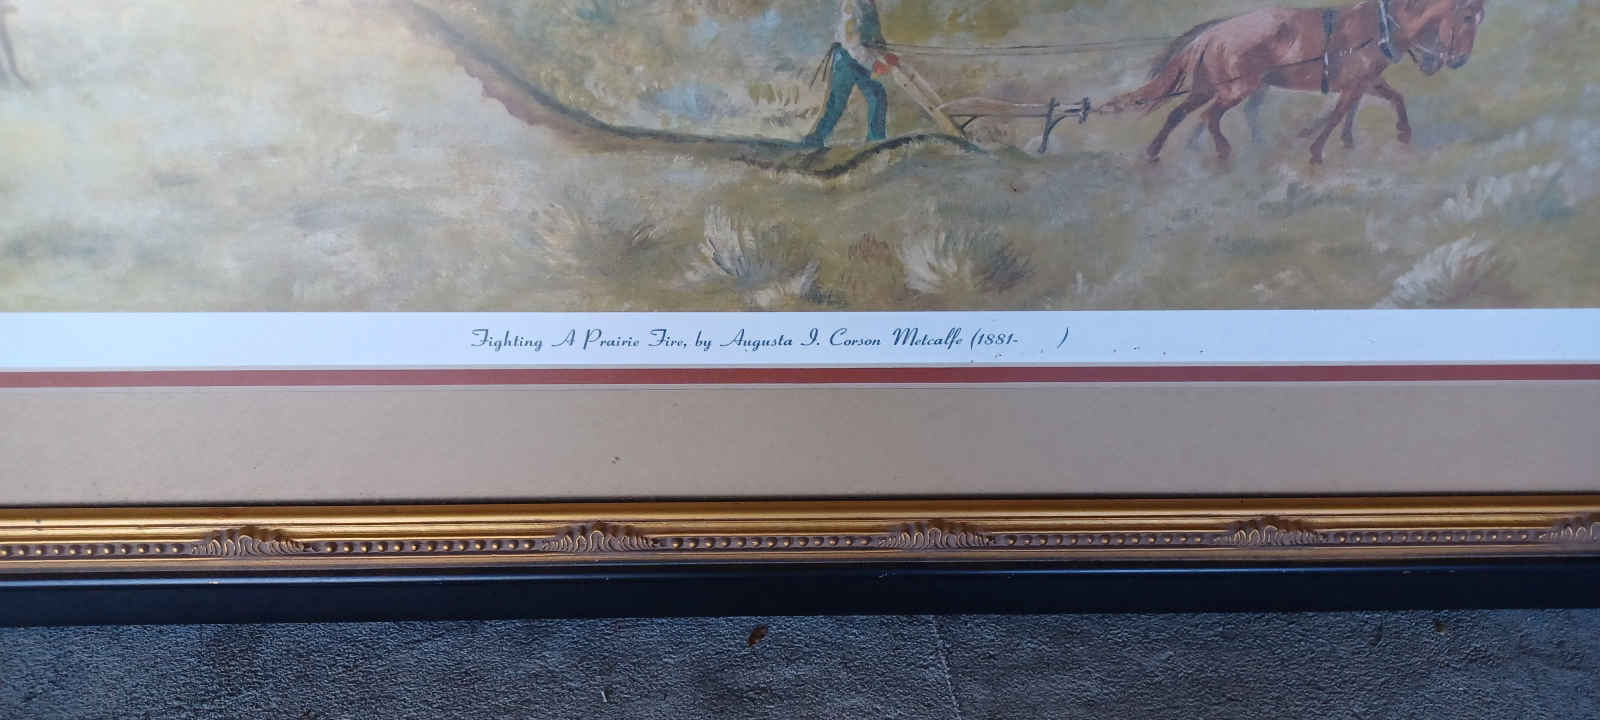 Fighting A Prairie Fire, by Augusta I. Corson Metcalfe (1881- )